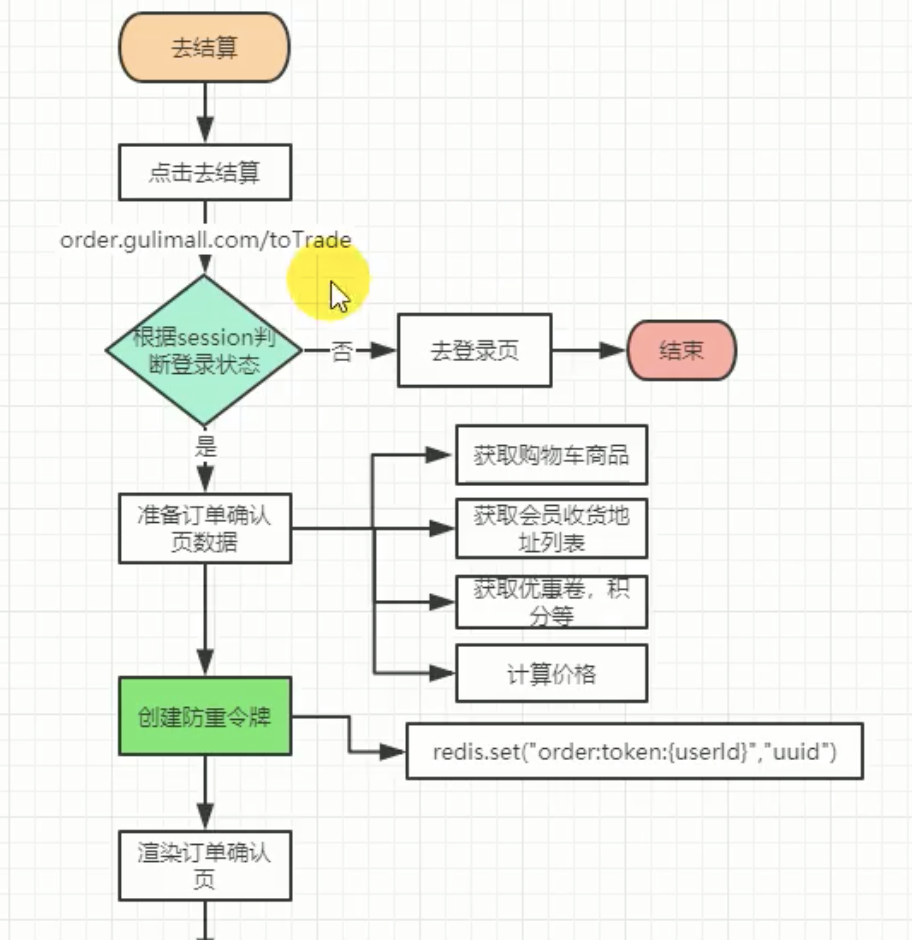 去结算
点击去结算
order.gulimall.com/toTrade
根据session判
断登录状态
否
去登录页
结束
是
准备订单确认
页数据
获取购物车商品
获取会员收货地
址列表
获取优惠卷，积
分等
计算价格
创建防重令牌
redis.set("order:token:{userId}","uuid")
渲染订单确认
页